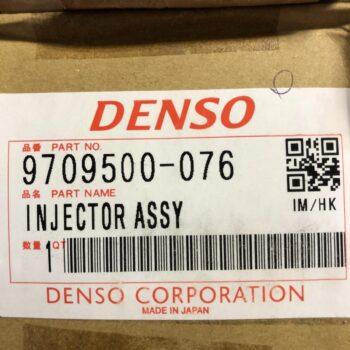 DENSO
品番 PART NO.
9709500-076
品名 PART NAME
INJECTOR ASSY
IM/HK
数量 QT
1
DENSO CORPORATION
MADE IN JAPAN